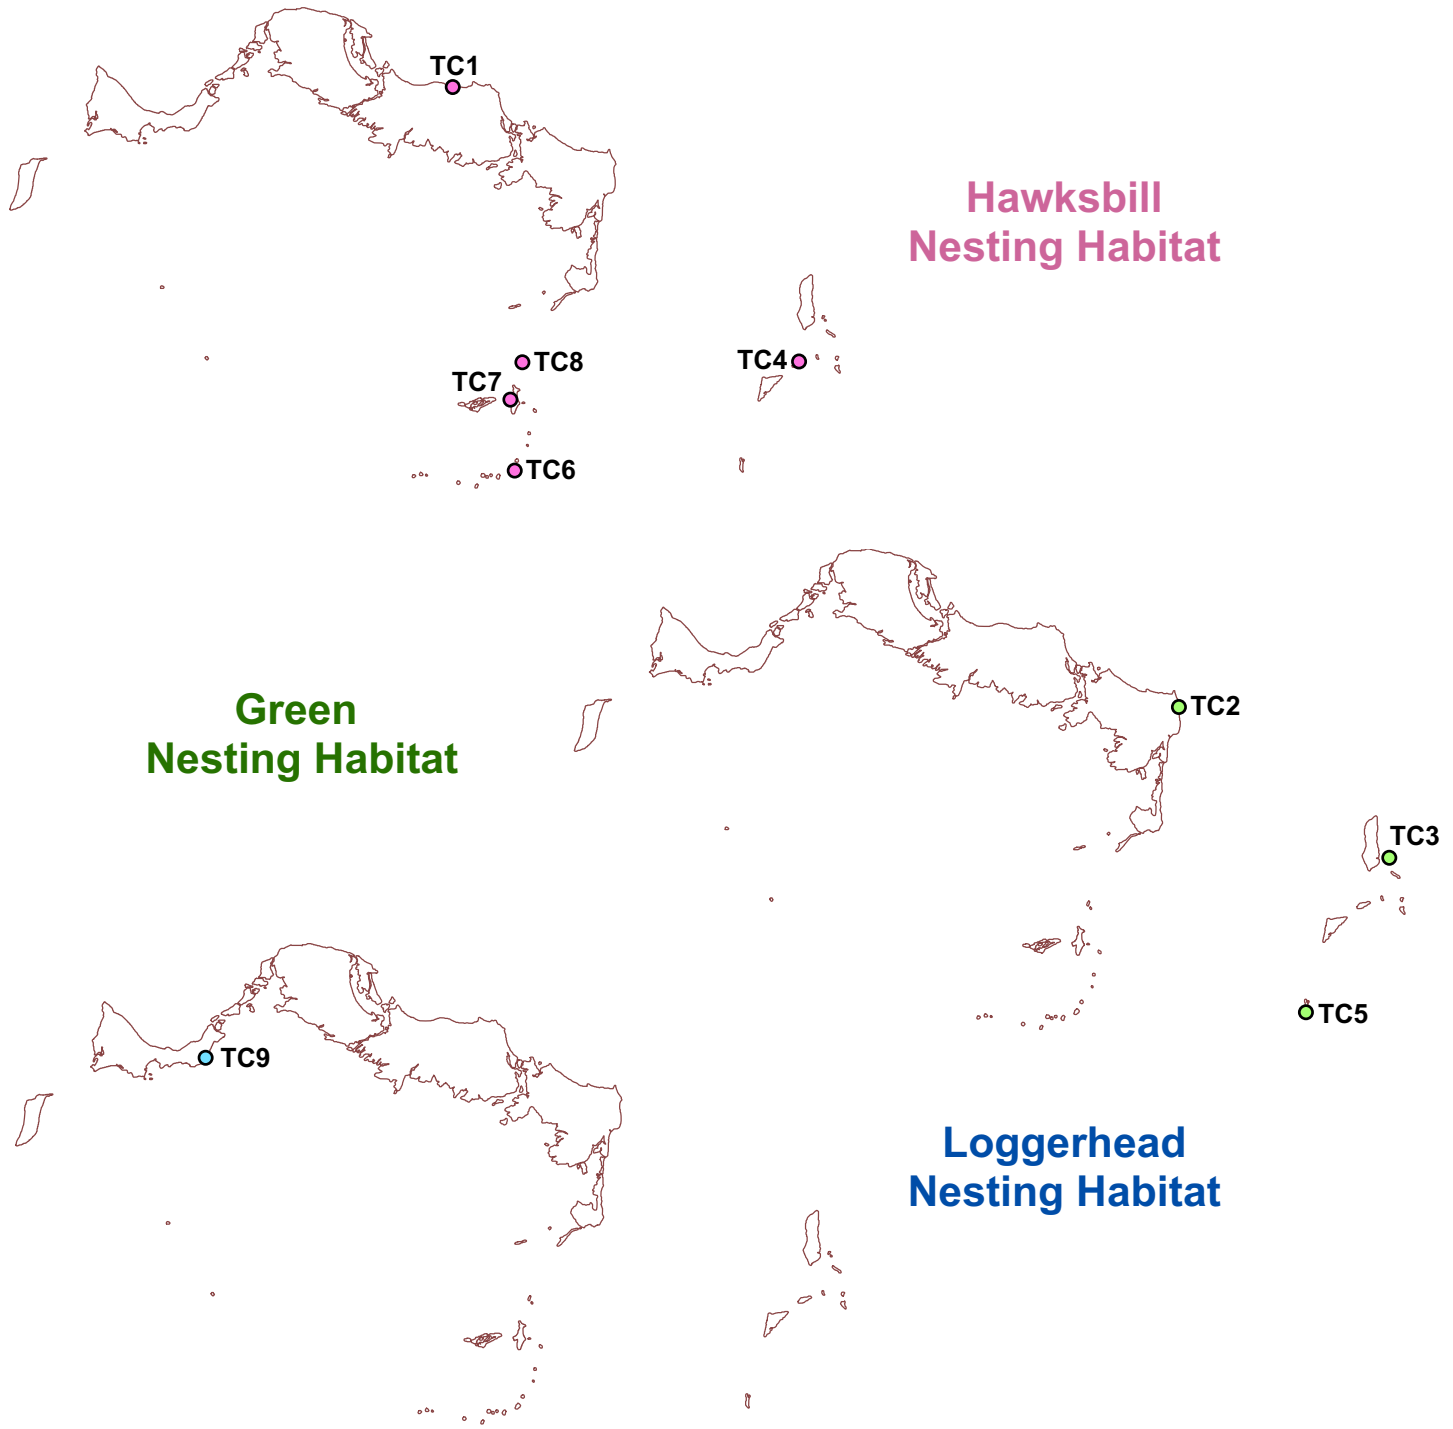 TC1
Hawksbill
Nesting Habitat
TC8
TC4
TC7
TC6
Green
Nesting Habitat
TC2
TC3
TC5
TC9
Loggerhead
Nesting Habitat